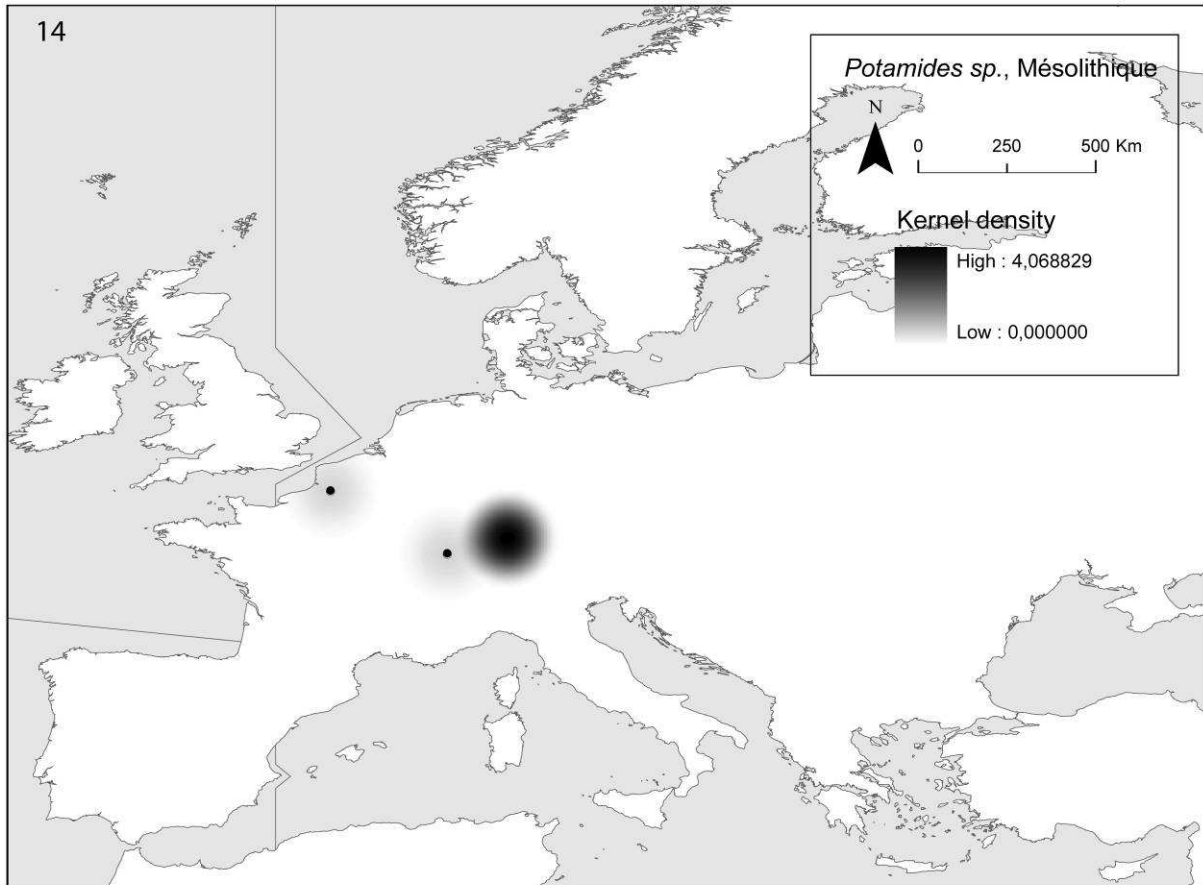 14
Potamides sp., Mésolithique
N
0 250 500 Km
Kernel density
High : 4,068829
Low : 0,000000